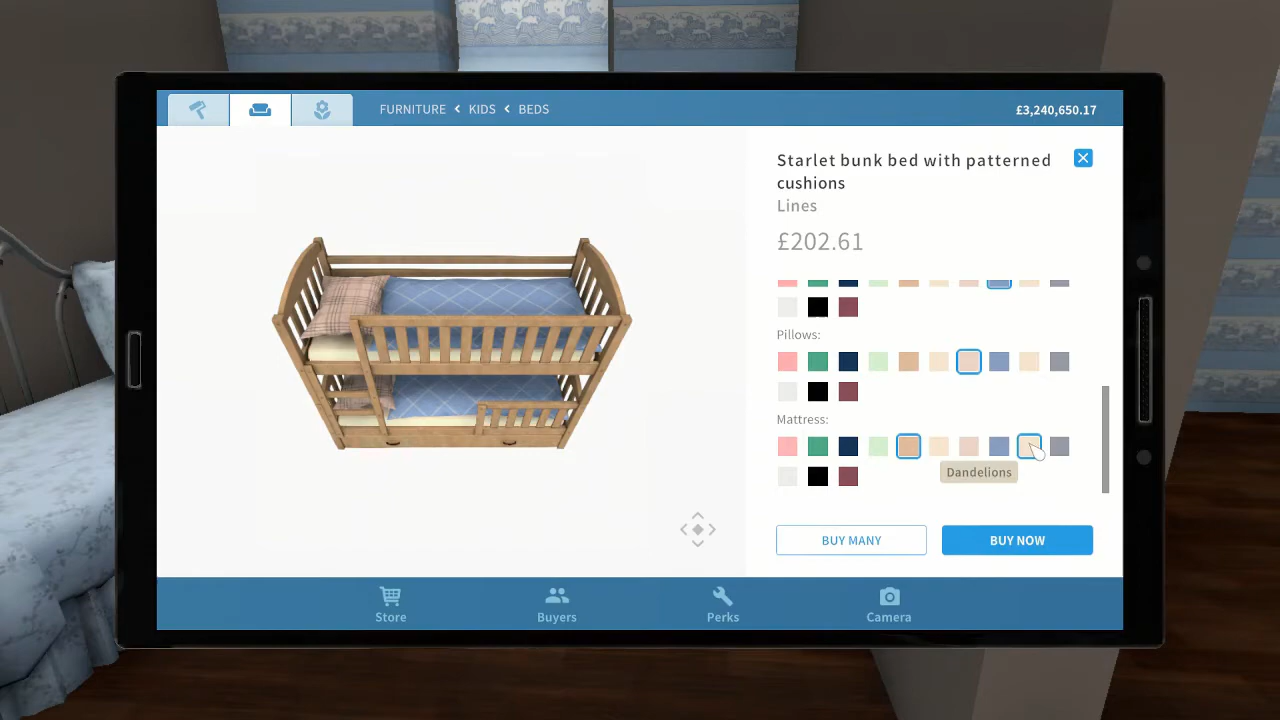 FURNITURE < KIDS < BEDS
£3,240,650.17
Starlet bunk bed with patterned
cushions
Lines
£202.61
Pillows:
Mattress:
Dandelions
BUY MANY
BUY NOW
Store
Buyers
Perks
Camera